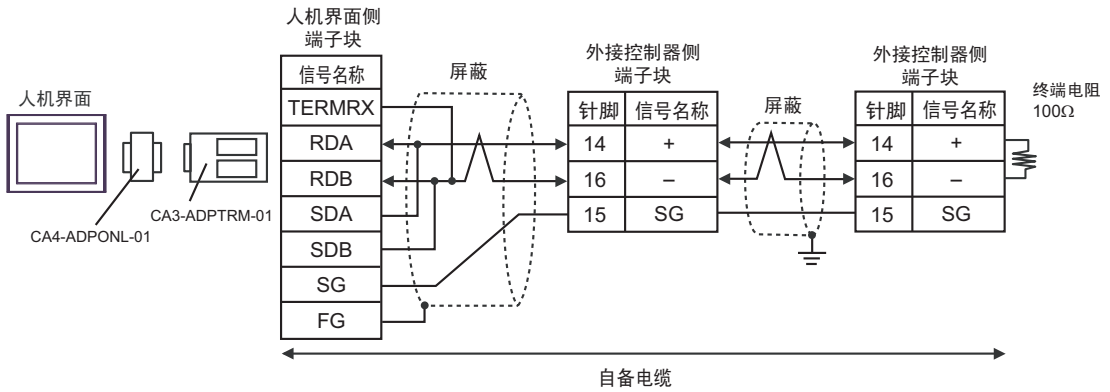 人机界面
CA4-ADPONL-01
CA3-ADPTRM-01
人机界面侧
端子块
信号名称
TERMRX
RDA
RDB
SDA
SDB
SG
FG
屏蔽
外接控制器侧
端子块
针脚 信号名称
14 +
16 –
15 SG
屏蔽
外接控制器侧
端子块
针脚 信号名称
14 +
16 –
15 SG
终端电阻
100Ω
自备电缆